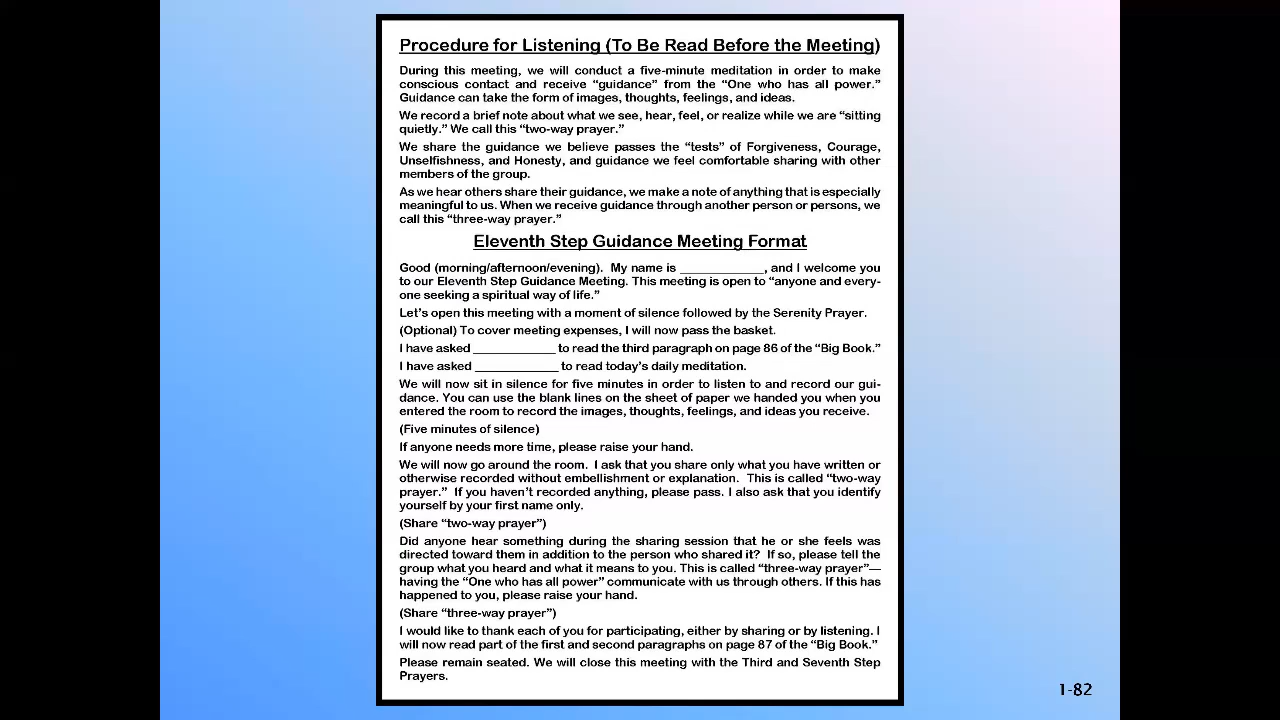 Procedure for Listening (To Be Read Before the Meeting)
During this meeting, we will conduct a five-minute meditation in order to make
conscious contact and receive “guidance” from the “One who has all power.”
Guidance can take the form of images, thoughts, feelings, and ideas.
We record a brief note about what we see, hear, feel, or realize while we are “sitting
quietly.” We call this “two-way prayer.”
We share the guidance we believe passes the “tests” of Forgiveness, Courage,
Unselfishness, and Honesty, and guidance we feel comfortable sharing with other
members of the group.
As we hear others share their guidance, we make a note of anything that is especially
meaningful to us. When we receive guidance through another person or persons, we
call this “three-way prayer.”
Eleventh Step Guidance Meeting Format
Good (morning/afternoon/evening). My name is ____________, and I welcome you
to our Eleventh Step Guidance Meeting. This meeting is open to “anyone and every-
one seeking a spiritual way of life.”
Let’s open this meeting with a moment of silence followed by the Serenity Prayer.
(Optional) To cover meeting expenses, I will now pass the basket.
I have asked ____________ to read the third paragraph on page 86 of the “Big Book.”
I have asked ____________ to read today’s daily meditation.
We will now sit in silence for five minutes in order to listen to and record our gui-
dance. You can use the blank lines on the sheet of paper we handed you when you
entered the room to record the images, thoughts, feelings, and ideas you receive.
(Five minutes of silence)
If anyone needs more time, please raise your hand.
We will now go around the room. I ask that you share only what you have written or
otherwise recorded without embellishment or explanation. This is called “two-way
prayer.” If you haven’t recorded anything, please pass. I also ask that you identify
yourself by your first name only.
(Share “two-way prayer”)
Did anyone hear something during the sharing session that he or she feels was
directed toward them in addition to the person who shared it? If so, please tell the
group what you heard and what it means to you. This is called “three-way prayer”—
having the “One who has all power” communicate with us through others. If this has
happened to you, please raise your hand.
(Share “three-way prayer”)
I would like to thank each of you for participating, either by sharing or by listening. I
will now read part of the first and second paragraphs on page 87 of the “Big Book.”
Please remain seated. We will close this meeting with the Third and Seventh Step
Prayers.
1-82